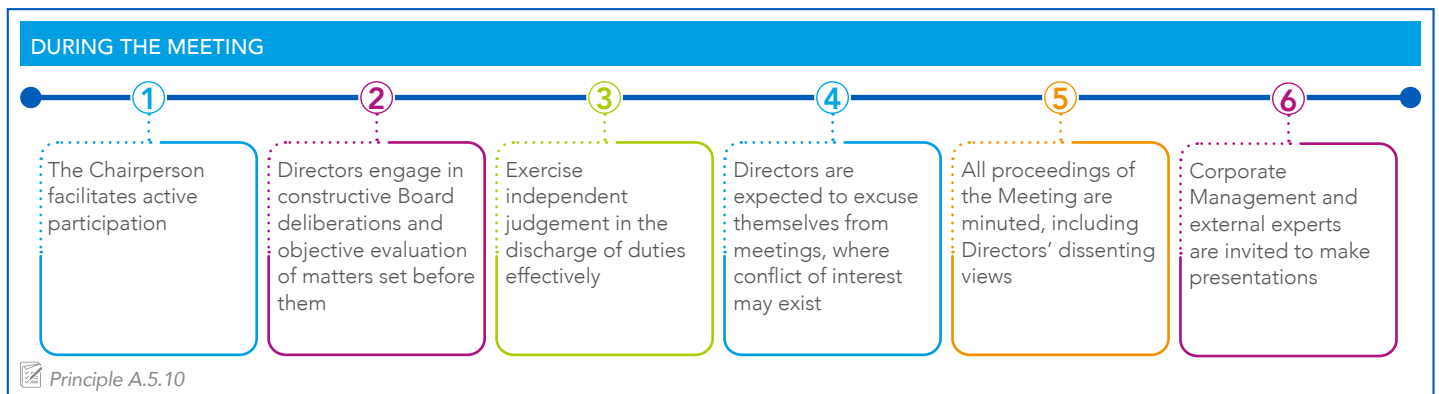 DURING THE MEETING
1
2
3
4
5
6
The Chairperson
facilitates active
participation
Directors engage in
constructive Board
deliberations and
objective evaluation
of matters set before
them
Exercise
independent
judgement in the
discharge of duties
effectively
Directors are
expected to excuse
themselves from
meetings, where
conflict of interest
may exist
All proceedings of
the Meeting are
minuted, including
Directors’ dissenting
views
Corporate
Management and
external experts
are invited to make
presentations
Principle A.5.10